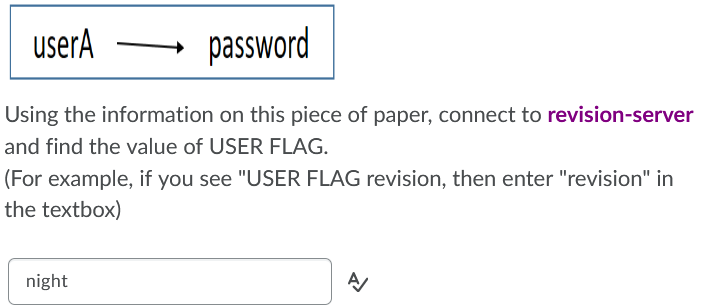 userA → password
Using the information on this piece of paper, connect to revision-server
and find the value of USER FLAG.
(For example, if you see "USER FLAG revision, then enter "revision" in
the textbox)
night